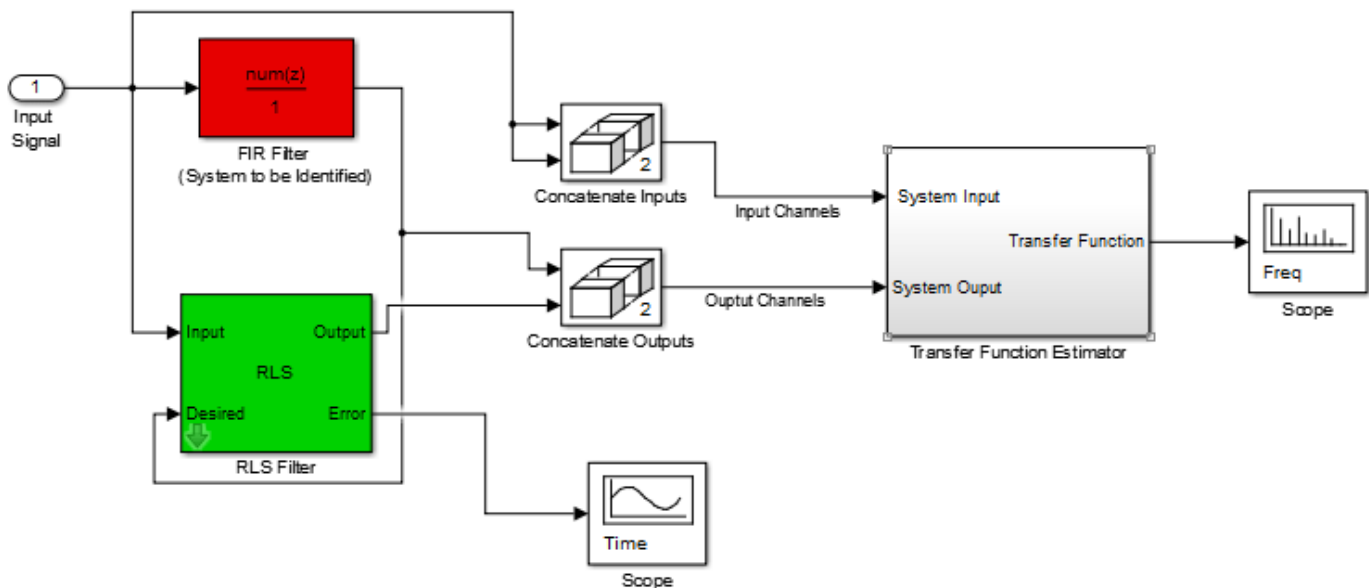 1
Input
Signal
num(z)
1
FIR Filter
(System to be Identified)
2
Concatenate Inputs
Input Channels
System Input
Transfer Function
System Ouput
Transfer Function Estimator
Freq
Scope
2
Concatenate Outputs
Ouptut Channels
Input
Output
RLS
Desired
Error
RLS Filter
Time
Scope